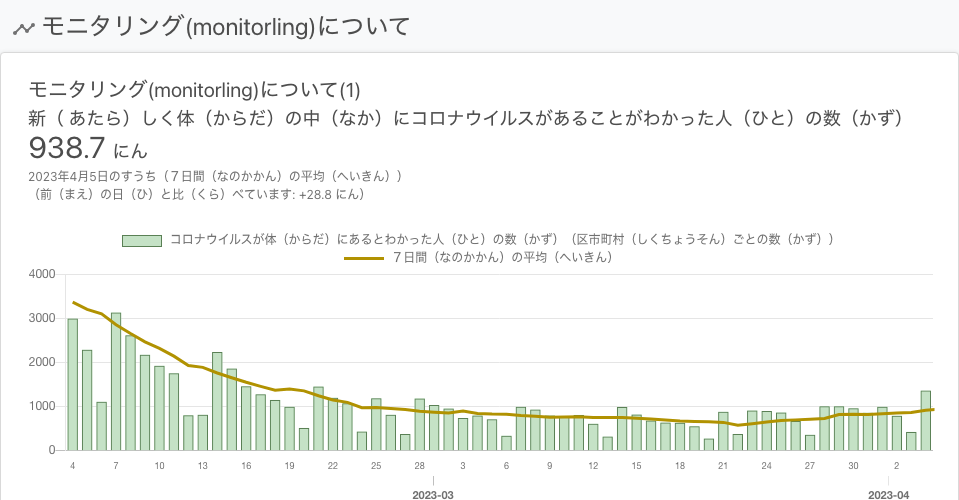 モニタリング(monitorling)について
モニタリング(monitorling)について(1)
新（ あたら）しく体（からだ）の中（なか）にコロナウイルスがあることがわかった人（ひと）の数（かず）
938.7 にん
2023年4月5日のすうち（７日間（なのかかん）の平均（へいきん））
（前（まえ）の日（ひ）と比（くら）べています: +28.8 にん）
コロナウイルスが体（からだ）にあるとわかった人（ひと）の数（かず）（区市町村（しくちょうそん）ごとの数（かず））
７日間（なのかかん）の平均（へいきん）
4000
3000
2000
1000
0
4 7 10 13 16 19 22 25 28 3 6 9 12 15 18 21 24 27 30 2
2023-03 2023-04